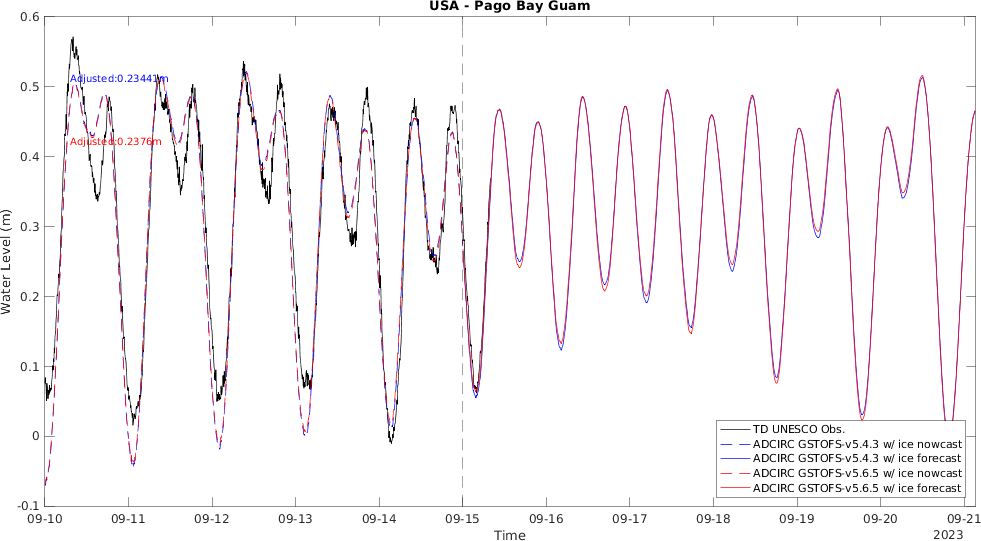 USA - Pago Bay Guam
0.6
0.5
0.4
0.3
0.2
0.1
0
-0.1
Water Level (m)
Adjusted:0.23441m
Adjusted:0.2376m
TD UNESCO Obs.
ADCIRC GSTOFS-v5.4.3 w/ ice nowcast
ADCIRC GSTOFS-v5.4.3 w/ ice forecast
ADCIRC GSTOFS-v5.6.5 w/ ice nowcast
ADCIRC GSTOFS-v5.6.5 w/ ice forecast
09-10 09-11 09-12 09-13 09-14 09-15 09-16 09-17 09-18 09-19 09-20 09-21
Time
2023